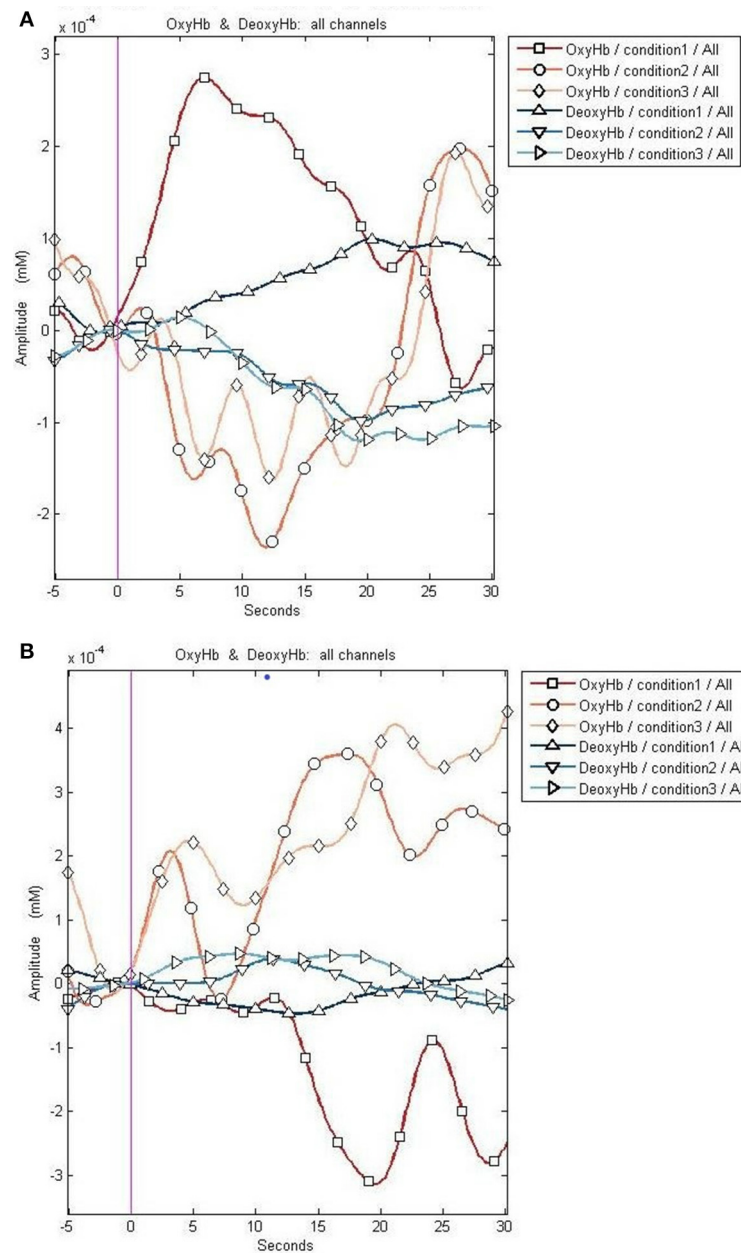 A
x 10⁻⁴
OxyHb & DeoxyHb: all channels
3
2
1
0
-1
-2
Amplitude (mM)
-5 0 5 10 15 20 25 30
Seconds
OxyHb / condition1 / All
OxyHb / condition2 / All
OxyHb / condition3 / All
DeoxyHb / condition1 / All
DeoxyHb / condition2 / All
DeoxyHb / condition3 / All
B
x 10⁻⁴
OxyHb & DeoxyHb: all channels
4
3
2
1
0
-1
-2
-3
Amplitude (mM)
-5 0 5 10 15 20 25 30
Seconds
OxyHb / condition1 / All
OxyHb / condition2 / All
OxyHb / condition3 / All
DeoxyHb / condition1 / Al
DeoxyHb / condition2 / Al
DeoxyHb / condition3 / Al